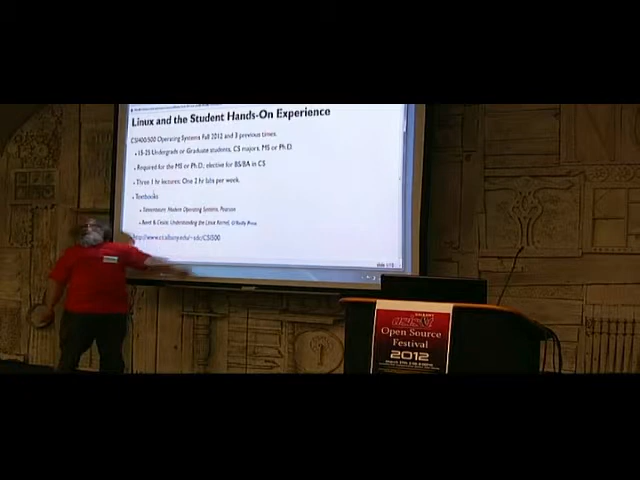 Linux and the Student Hands-On Experience
CSI400/500 Operating Systems Fall 2012 and 3 previous times.
• 15-25 Undergrads or Graduate students, CS majors, MS or Ph.D.
• Required for the MS or Ph.D.; elective for BS/BA in CS
• Three 1 hr lectures; One 2 hr labs per week.
• Textbooks
• Tanenbaum, Modern Operating Systems, Pearson
• Bovet & Cesati, Understanding the Linux Kernel, O'Reilly Press
Open Source
Festival
2012